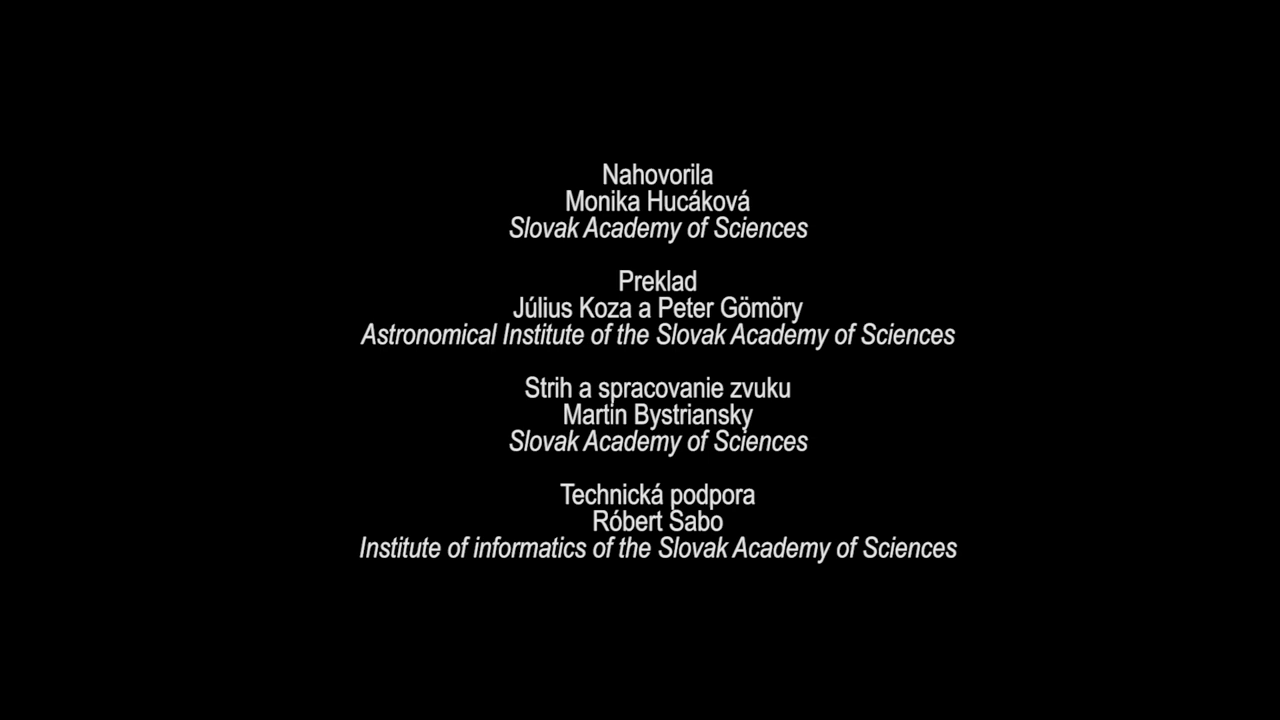 Nahovorila
Monika Hucáková
Slovak Academy of Sciences
Preklad
Július Koza a Peter Gömöry
Astronomical Institute of the Slovak Academy of Sciences
Strih a spracovanie zvuku
Martin Bystriansky
Slovak Academy of Sciences
Technická podpora
Róbert Sabo
Institute of informatics of the Slovak Academy of Sciences